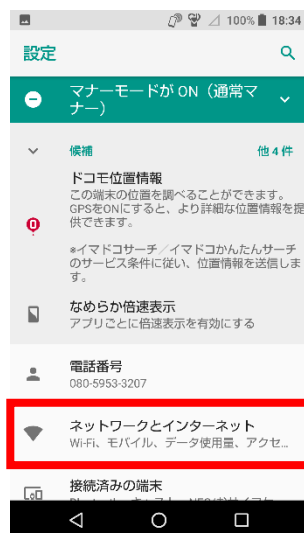 100% 18:34
設定
マナーモードが ON（通常マ
ナー）
候補 他 4 件
ドコモ位置情報
この端末の位置を調べることができます。
GPSをONにすると、より詳細な位置情報を提
供できます。
※イマドコサーチ／イマドコかんたんサーチ
のサービス条件に従い、位置情報を送信しま
す。
なめらか倍速表示
アプリごとに倍速表示を有効にする
電話番号
080-5953-3207
ネットワークとインターネット
Wi-Fi、モバイル、データ使用量、アクセ...
接続済みの端末